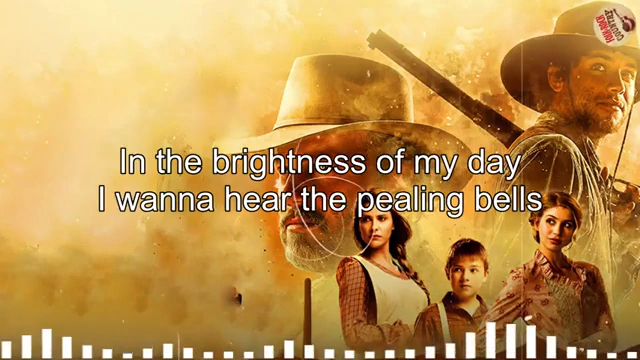 In the brightness of my day
I wanna hear the pealing bells